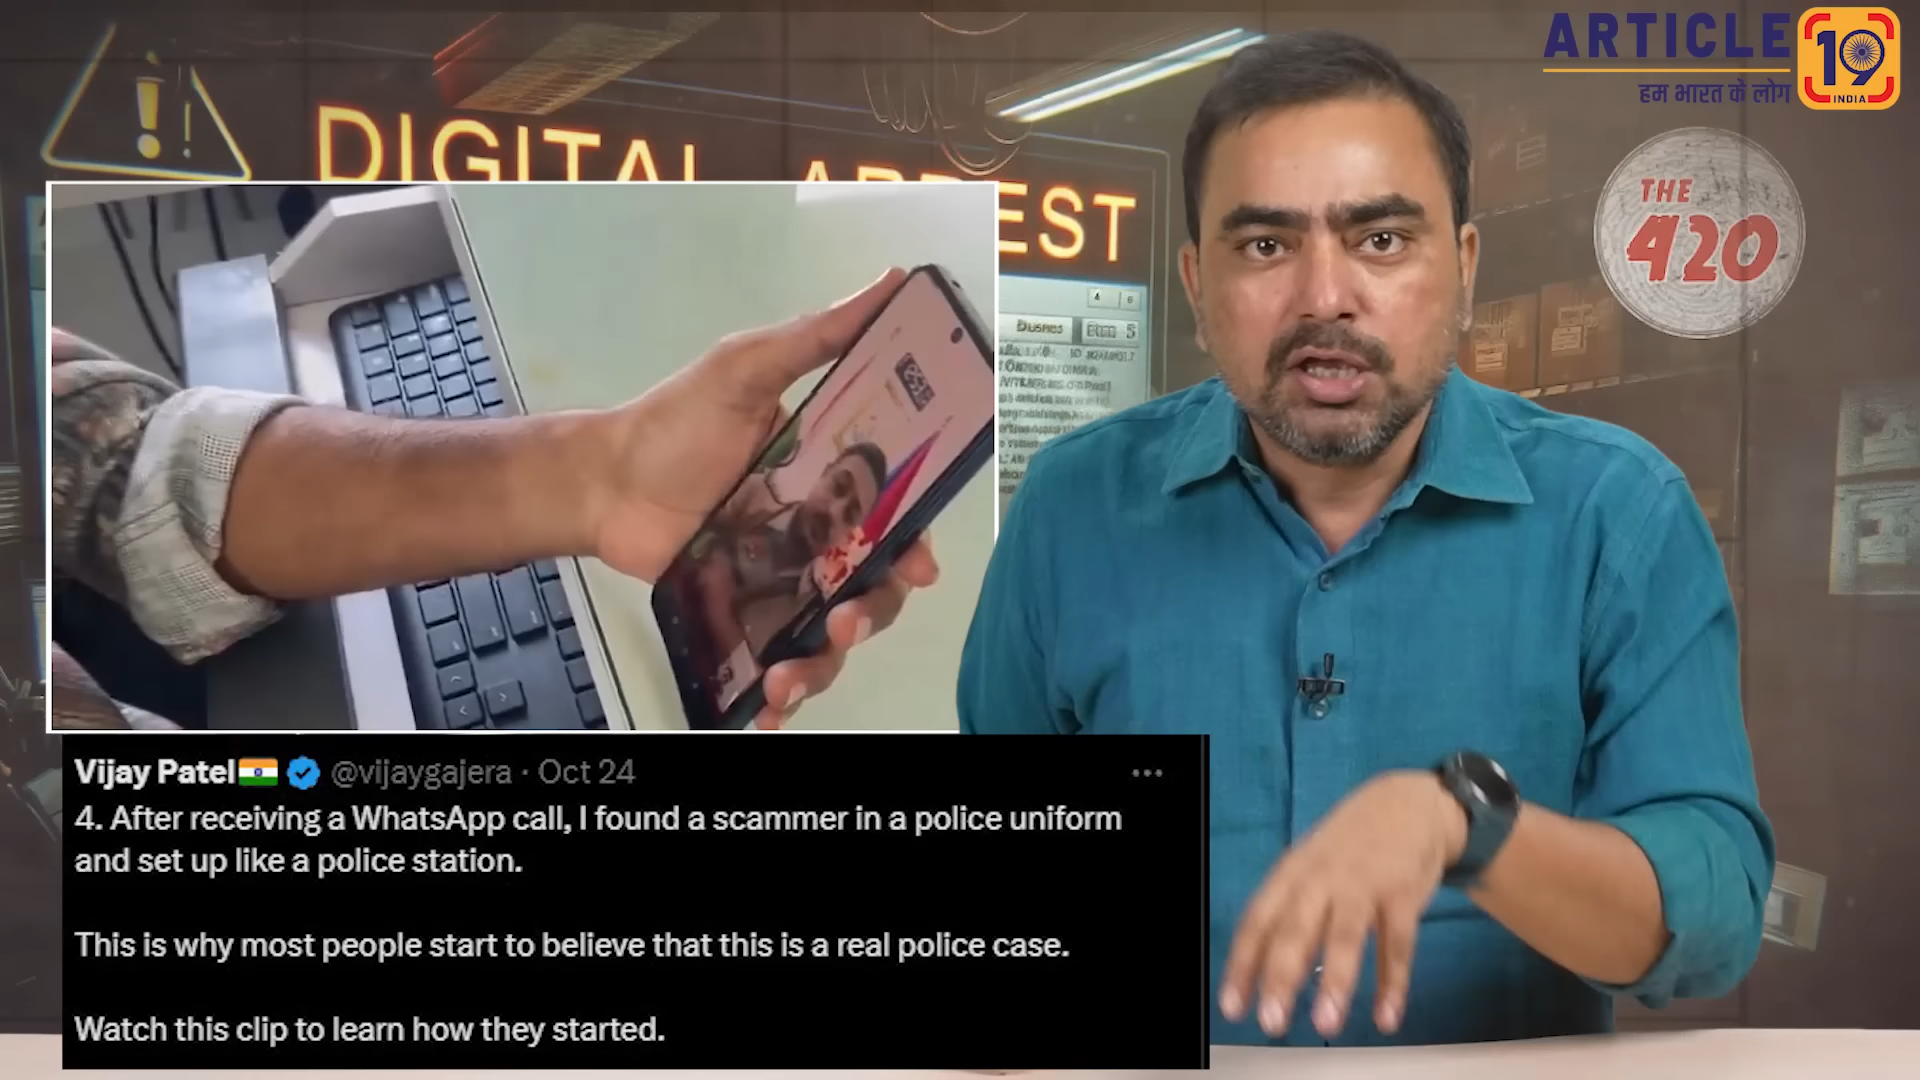 ARTICLE
19
INDIA
हम भारत के लोग
DIGITAL ARREST
THE
420
Vijay Patel @vijaygajera · Oct 24
4. After receiving a WhatsApp call, I found a scammer in a police uniform
and set up like a police station.
This is why most people start to believe that this is a real police case.
Watch this clip to learn how they started.